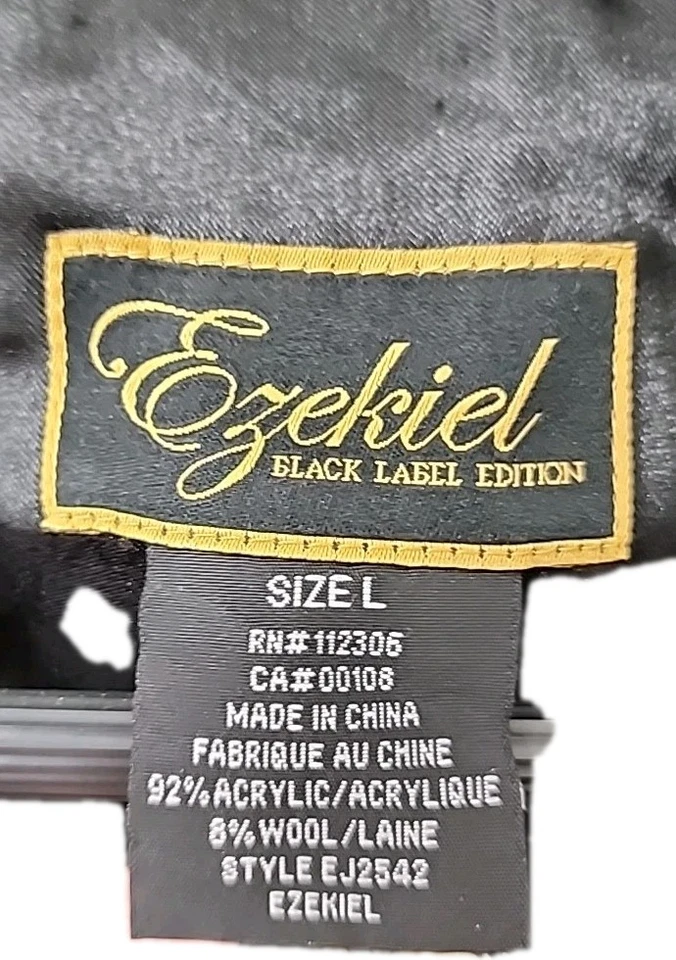 Ezekiel
BLACK LABEL EDITION
SIZE L
RN#112306
CA#00108
MADE IN CHINA
FABRIQUE AU CHINE
92% ACRYLIC/ACRYLIQUE
8% WOOL/LAINE
STYLE EJ2542
EZEKIEL